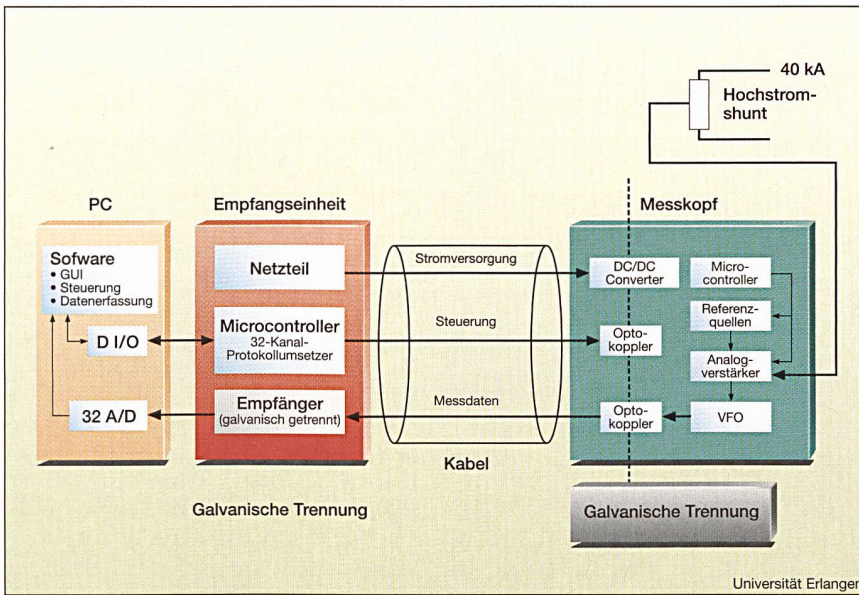 40 kA
Hochstrom-
shunt
PC
Empfangseinheit
Messkopf
Sofware
• GUI
• Steuerung
• Datenerfassung
D I/O
32 A/D
Netzteil
Microcontroller
32-Kanal-
Protokollumsetzer
Empfänger
(galvanisch getrennt)
Stromversorgung
Steuerung
Messdaten
Kabel
DC/DC
Converter
Opto-
koppler
Opto-
koppler
Micro-
controller
Referenz-
quellen
Analog-
verstärker
VFO
Galvanische Trennung
Galvanische Trennung
Universität Erlangen